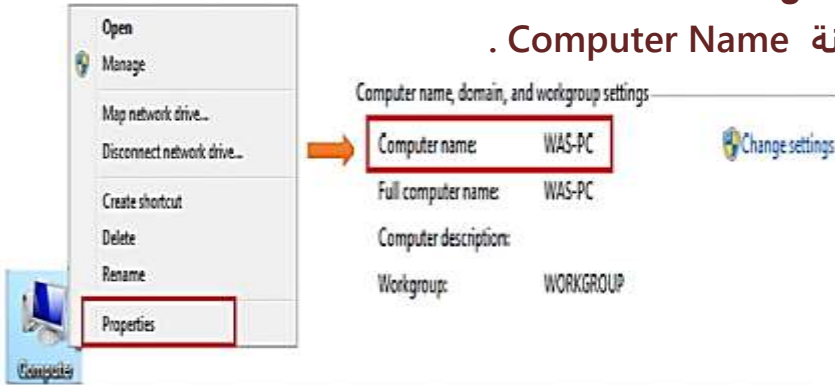 . Computer Name
Open
Manage
Map network drive...
Disconnect network drive...
Create shortcut
Delete
Rename
Properties
Computer
Computer name, domain, and workgroup settings
Computer name: WAS-PC
Change settings
Full computer name: WAS-PC
Computer description:
Workgroup: WORKGROUP